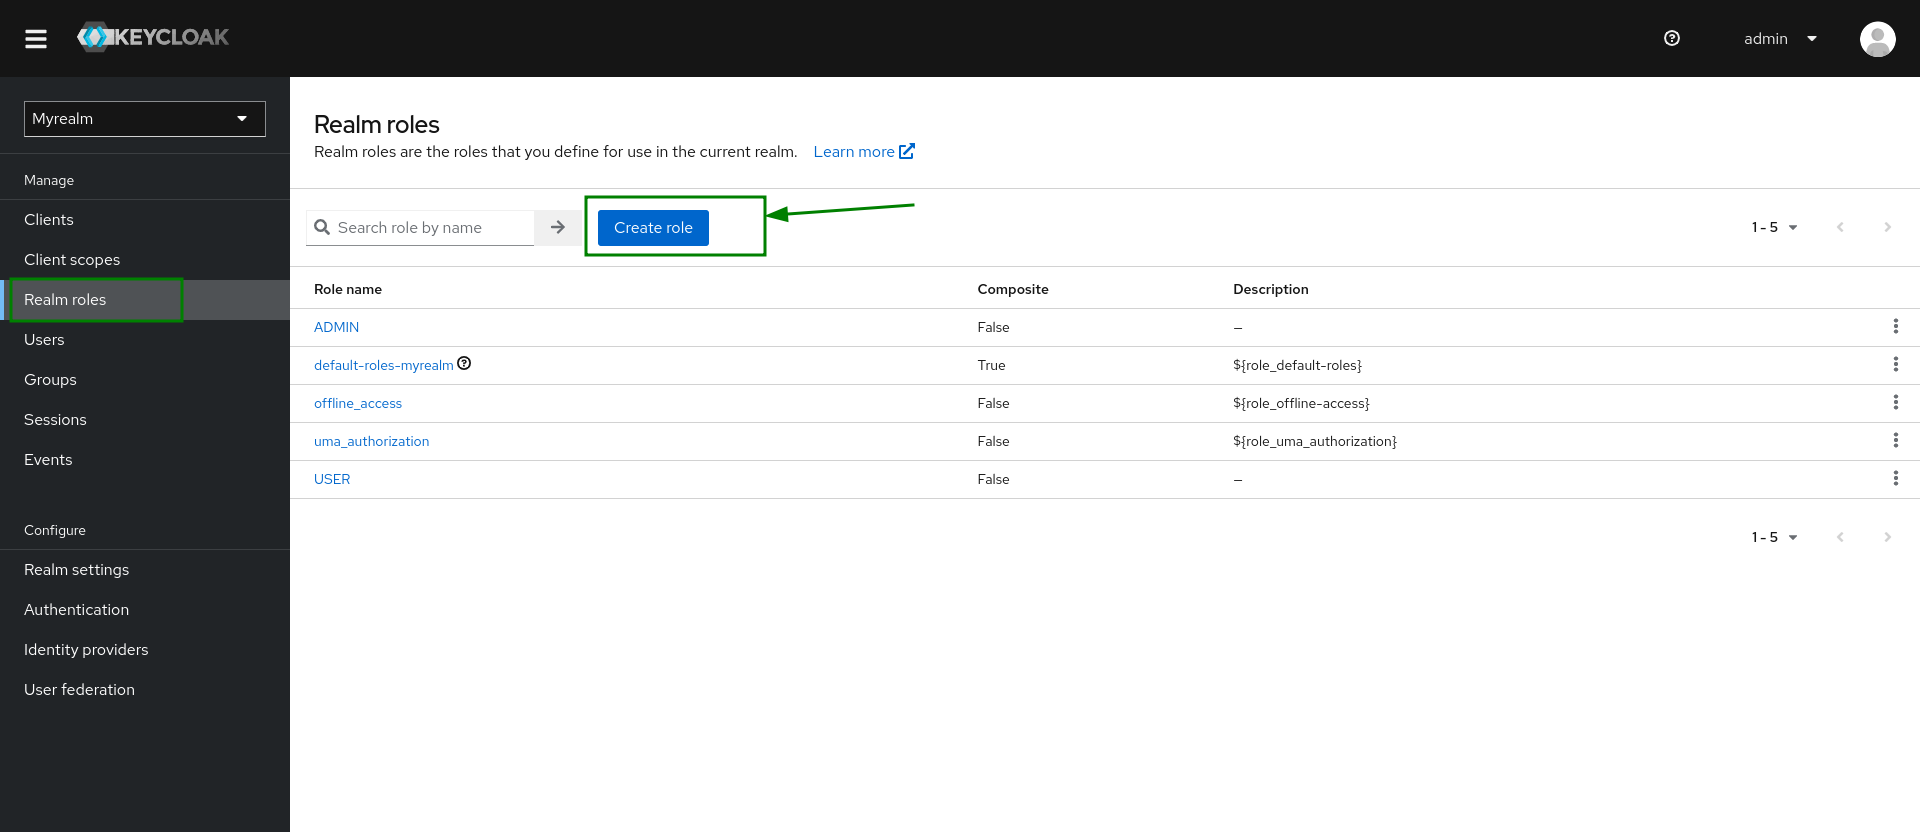 KEYCLOAK
admin
Myrealm
Manage
Clients
Client scopes
Realm roles
Users
Groups
Sessions
Events
Configure
Realm settings
Authentication
Identity providers
User federation
Realm roles
Realm roles are the roles that you define for use in the current realm. Learn more
Search role by name
Create role
1 - 5
Role name Composite Description
ADMIN False –
default-roles-myrealm True ${role_default-roles}
offline_access False ${role_offline-access}
uma_authorization False ${role_uma_authorization}
USER False –
1 - 5